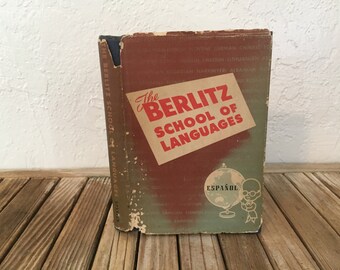 The
BERLITZ
SCHOOL OF
LANGUAGES
ESPAÑOL